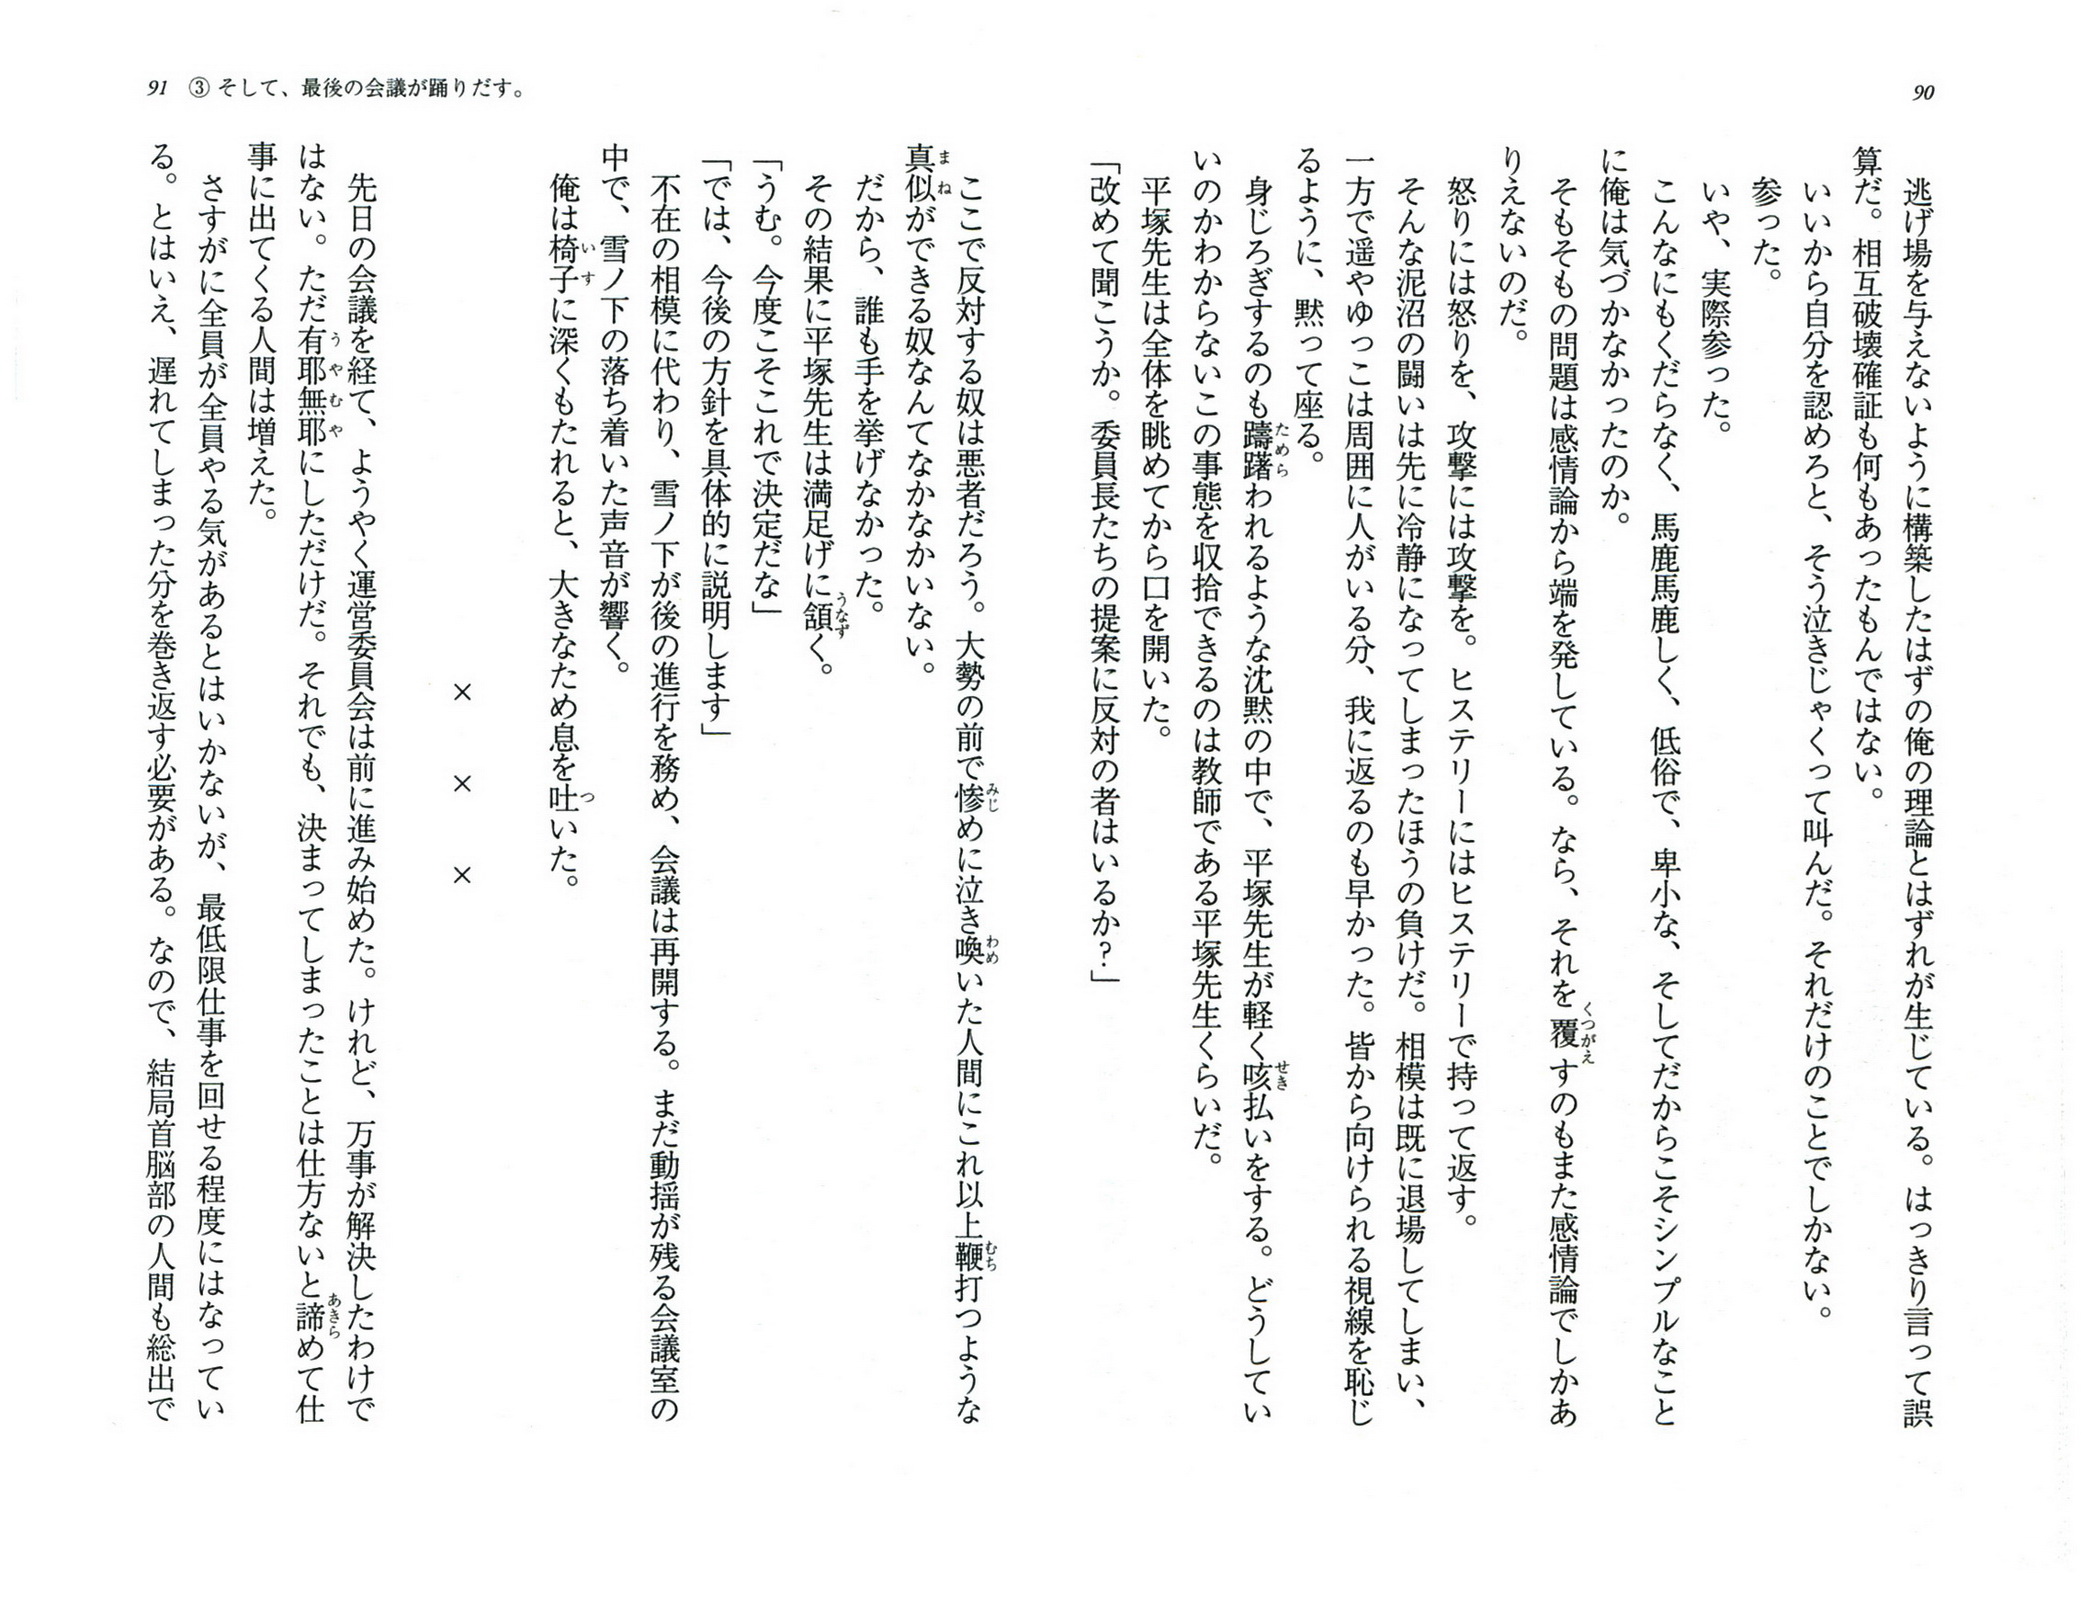 90
逃げ場を与えないように構築したはずの俺の理論とはずれが生じている。はっきり言って誤
算だ。相互破壊確証も何もあったもんではない。
いいから自分を認めろと、そう泣きじゃくって叫んだ。それだけのことでしかない。
参った。
いや、実際参った。
こんなにもくだらなく、馬鹿馬鹿しく、低俗で、卑小な、そしてだからこそシンプルなこと
に俺は気づかなかったのか。
そもそもの問題は感情論から端を発している。なら、それを覆すのもまた感情論でしかあ
りえないのだ。
怒りには怒りを、攻撃には攻撃を。ヒステリーにはヒステリーで持って返す。
そんな泥沼の闘いは先に冷静になってしまったほうの負けだ。相模は既に退場してしまい、
一方で遥やゆっこは周囲に人がいる分、我に返るのも早かった。皆から向けられる視線を恥じ
るように、黙って座る。
身じろぎするのも躊躇われるような沈黙の中で、平塚先生が軽く咳払いをする。どうしてい
いのかわからないこの事態を収拾できるのは教師である平塚先生くらいだ。
平塚先生は全体を眺めてから口を開いた。
「改めて聞こうか。委員長たちの提案に反対の者はいるか?」
91 ③ そして、最後の会議が踊りだす。
ここで反対する奴は悪者だろう。大勢の前で惨めに泣き喚いた人間にこれ以上鞭打つような
真似ができる奴なんてなかなかいない。
だから、誰も手を挙げなかった。
その結果に平塚先生は満足げに頷く。
「うむ。今度こそこれで決定だな」
「では、今後の方針を具体的に説明します」
不在の相模に代わり、雪ノ下が後の進行を務め、会議は再開する。まだ動揺が残る会議室の
中で、雪ノ下の落ち着いた声音が響く。
俺は椅子に深くもたれると、大きなため息を吐いた。
× × ×
先日の会議を経て、ようやく運営委員会は前に進み始めた。けれど、万事が解決したわけで
はない。ただ有耶無耶にしただけだ。それでも、決まってしまったことは仕方ないと諦めて仕
事に出てくる人間は増えた。
さすがに全員が全員やる気があるとはいかないが、最低限仕事を回せる程度にはなってい
る。とはいえ、遅れてしまった分を巻き返す必要がある。なので、結局首脳部の人間も総出で